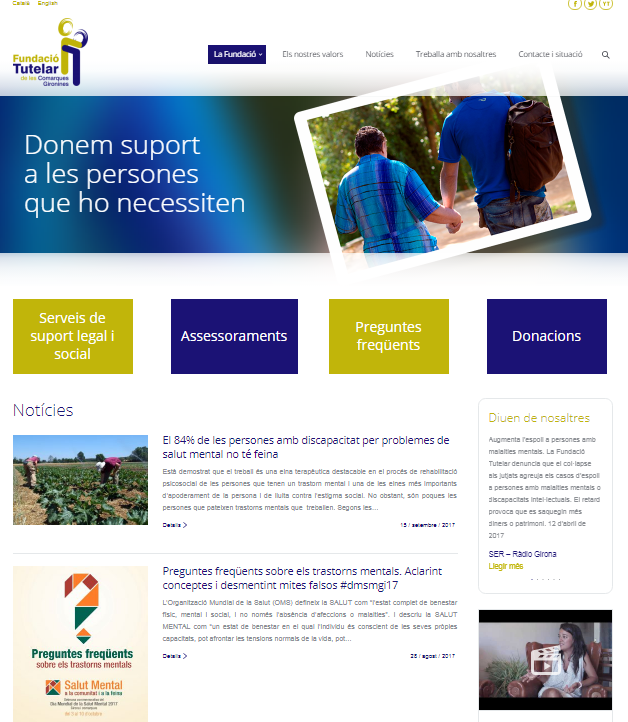 Català English
Fundació
Tutelar
de les Comarques
Gironines
La Fundació
Els nostres valors
Notícies
Treballa amb nosaltres
Contacte i situació
Donem suport
a les persones
que ho necessiten
Serveis de
suport legal i
social
Assessoraments
Preguntes
freqüents
Donacions
Notícies
El 84% de les persones amb discapacitat per problemes de
salut mental no té feina
Està demostrat que el treball és una eina terapèutica destacable en el procés de rehabilitació
psicosocial de les persones que tenen un trastorn mental i una de les eines més importants
d'apoderament de la persona i de lluita contra l'estigma social. No obstant, són poques les
persones que pateixen trastorns mentals que treballen. Segons les...
Detalls
15 / setembre / 2017
Preguntes freqüents sobre els trastorns mentals. Aclarint
conceptes i desmentint mites falsos #dmsmgi17
L'Organització Mundial de la Salut (OMS) defineix la SALUT com "l'estat complet de benestar
físic, mental i social, i no només l'absència d'afeccions o malalties". I descriu la SALUT
MENTAL com "un estat de benestar en el qual l'individu és conscient de les seves pròpies
capacitats, pot afrontar les tensions normals de la vida, pot...
Detalls
25 / agost / 2017
Preguntes freqüents
sobre els trastorns mentals
Salut Mental
a la comunitat i a la feina
Dia Mundial de la Salut Mental 2017
Diuen de nosaltres
Augmenta l'espoli a persones amb
malalties mentals. La Fundació
Tutelar denuncia que el col·lapse
als jutjats agreuja els casos d'espoli
a persones amb malalties mentals o
discapacitats intel·lectuals. El retard
provoca que es saquegin més
diners o patrimoni. 12 d'abril de
2017
SER – Ràdio Girona
Llegir més